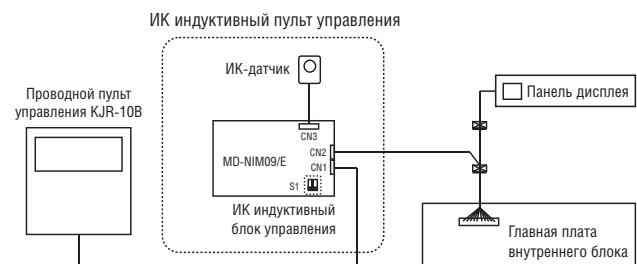 ИК индуктивный пульт управления
ИК-датчик
Проводной пульт
управления KJR-10B
Панель дисплея
CN3
CN2
MD-NIM09/E
CN1
S1
ИК индуктивный
блок управления
Главная плата
внутреннего блока